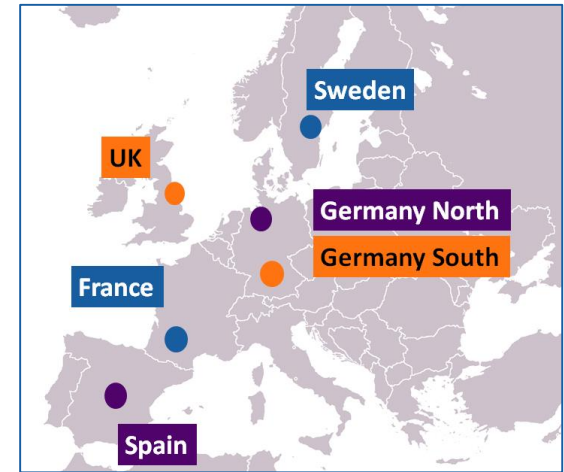 Sweden
UK
Germany North
Germany South
France
Spain